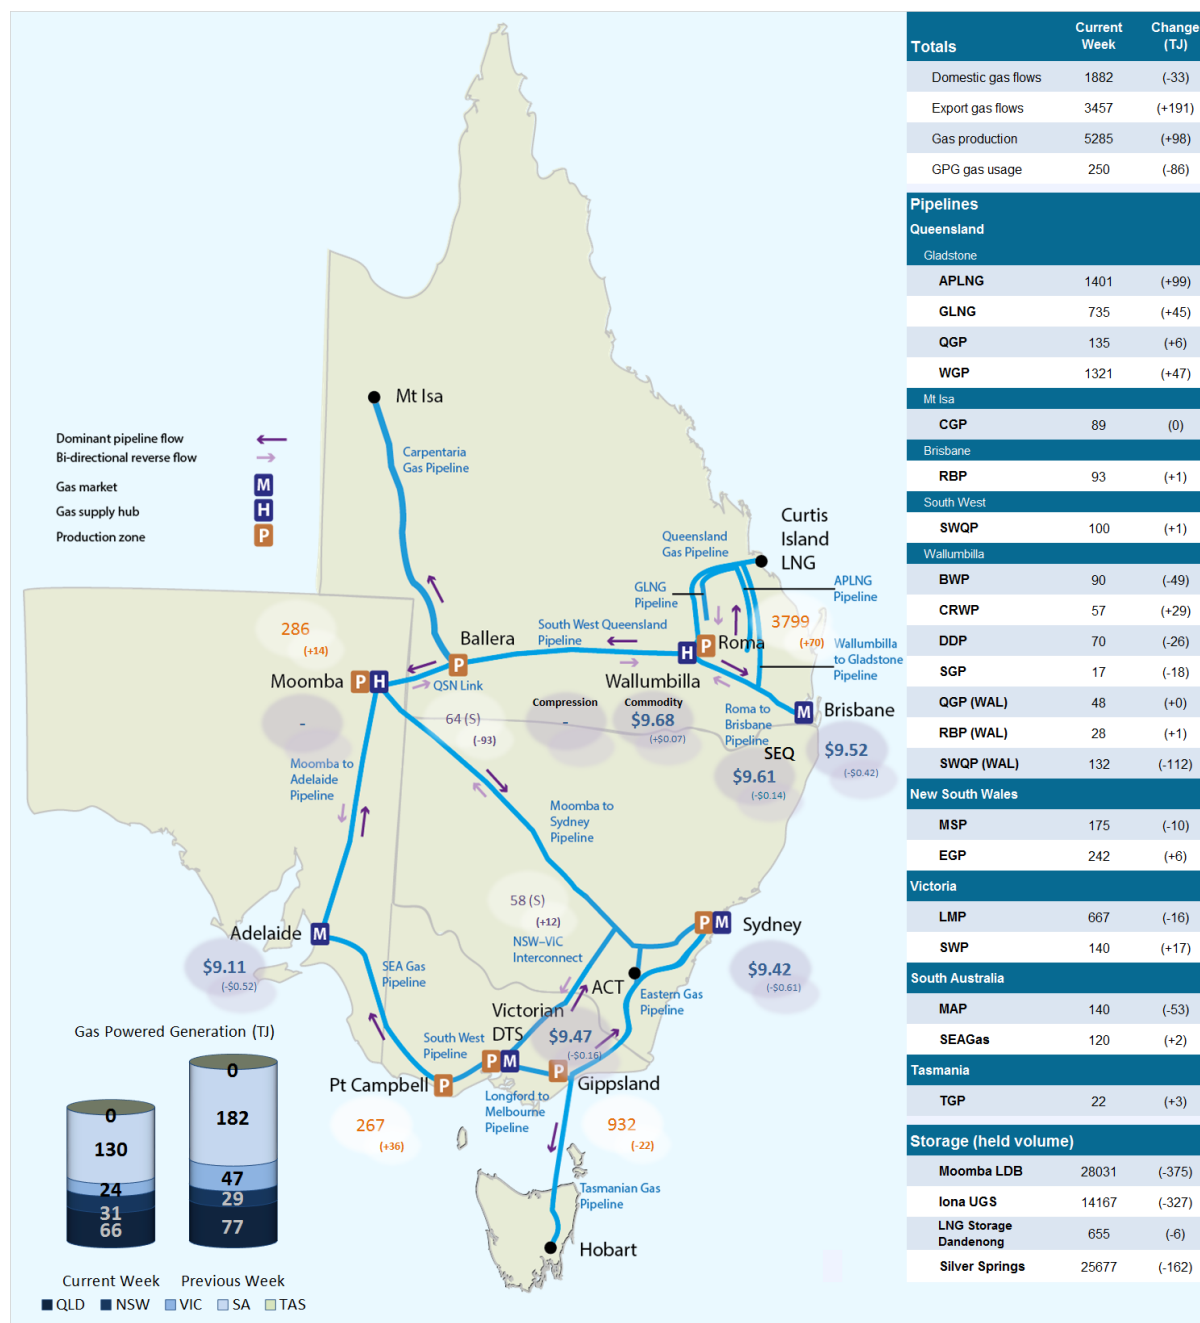 Totals Current Week Change (TJ)
Domestic gas flows 1882 (-33)
Export gas flows 3457 (+191)
Gas production 5285 (+98)
GPG gas usage 250 (-86)
Pipelines
Queensland
Gladstone
APLNG 1401 (+99)
GLNG 735 (+45)
QGP 135 (+6)
WGP 1321 (+47)
Mt Isa
CGP 89 (0)
Brisbane
RBP 93 (+1)
South West
SWQP 100 (+1)
Wallumbilla
BWP 90 (-49)
CRWP 57 (+29)
DDP 70 (-26)
SGP 17 (-18)
QGP (WAL) 48 (+0)
RBP (WAL) 28 (+1)
SWQP (WAL) 132 (-112)
New South Wales
MSP 175 (-10)
EGP 242 (+6)
Victoria
LMP 667 (-16)
SWP 140 (+17)
South Australia
MAP 140 (-53)
SEAGas 120 (+2)
Tasmania
TGP 22 (+3)
Storage (held volume)
Moomba LDB 28031 (-375)
Iona UGS 14167 (-327)
LNG Storage
Dandenong 655 (-6)
Silver Springs 25677 (-162)
Mt Isa
Carpentaria
Gas Pipeline
Dominant pipeline flow
Bi-directional reverse flow
Gas market M
Gas supply hub H
Production zone P
Curtis
Island
LNG
Queensland
Gas Pipeline
GLNG
Pipeline
APLNG
Pipeline
3799
(+70)
286
(+14)
South West Queensland
Pipeline
Ballera
P
H P Roma
Wallumbilla
to Gladstone
Pipeline
Moomba P H
QSN Link
Wallumbilla
-
64 (S)
(-93)
Compression
-
Commodity
$9.68
(+$0.07)
Roma to
Brisbane
Pipeline
M Brisbane
SEQ
$9.52
(-$0.42)
$9.61
(-$0.14)
Moomba to
Adelaide
Pipeline
Moomba to
Sydney
Pipeline
58 (S)
(+12)
NSW–VIC
Interconnect
P M Sydney
$9.42
(-$0.61)
Adelaide M
$9.11
(-$0.52)
SEA Gas
Pipeline
ACT
Eastern Gas
Pipeline
Victorian
DTS
$9.47
(-$0.16)
South West
Pipeline
P M
P
Gippsland
Pt Campbell P
267
(+36)
Longford to
Melbourne
Pipeline
932
(-22)
Tasmanian Gas
Pipeline
Hobart
Gas Powered Generation (TJ)
0 0
130 182
24 47
31 29
66 77
Current Week Previous Week
QLD NSW VIC SA TAS